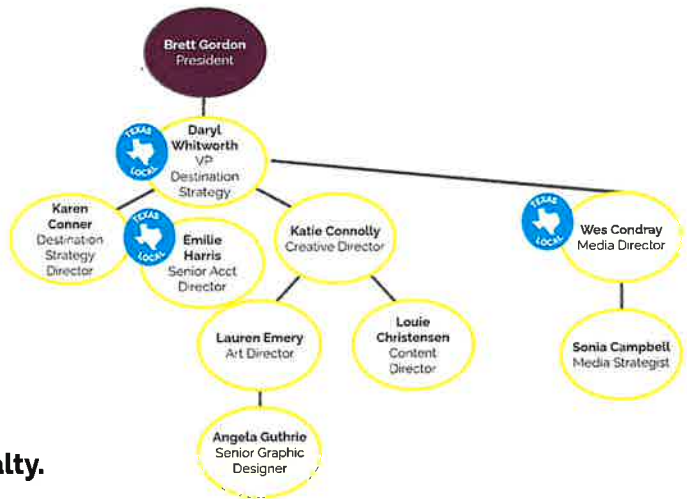 Brett Gordon
President
TEXAS
LOCAL
Daryl
Whitworth
VP
Destination
Strategy
Karen
Conner
Destination
Strategy
Director
TEXAS
LOCAL
Emilie
Harris
Senior Acct
Director
Katie Connolly
Creative Director
TEXAS
LOCAL
Wes Condray
Media Director
Lauren Emery
Art Director
Louie
Christensen
Content
Director
Sonia Campbell
Media Strategist
Angela Guthrie
Senior Graphic
Designer
alty.